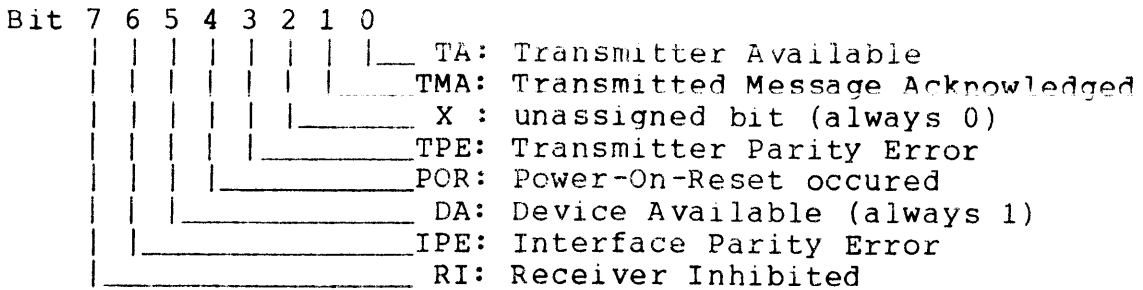 Bit 7 6 5 4 3 2 1 0
TA: Transmitter Available
TMA: Transmitted Message Acknowledged
X : unassigned bit (always 0)
TPE: Transmitter Parity Error
POR: Power-On-Reset occured
DA: Device Available (always 1)
IPE: Interface Parity Error
RI: Receiver Inhibited